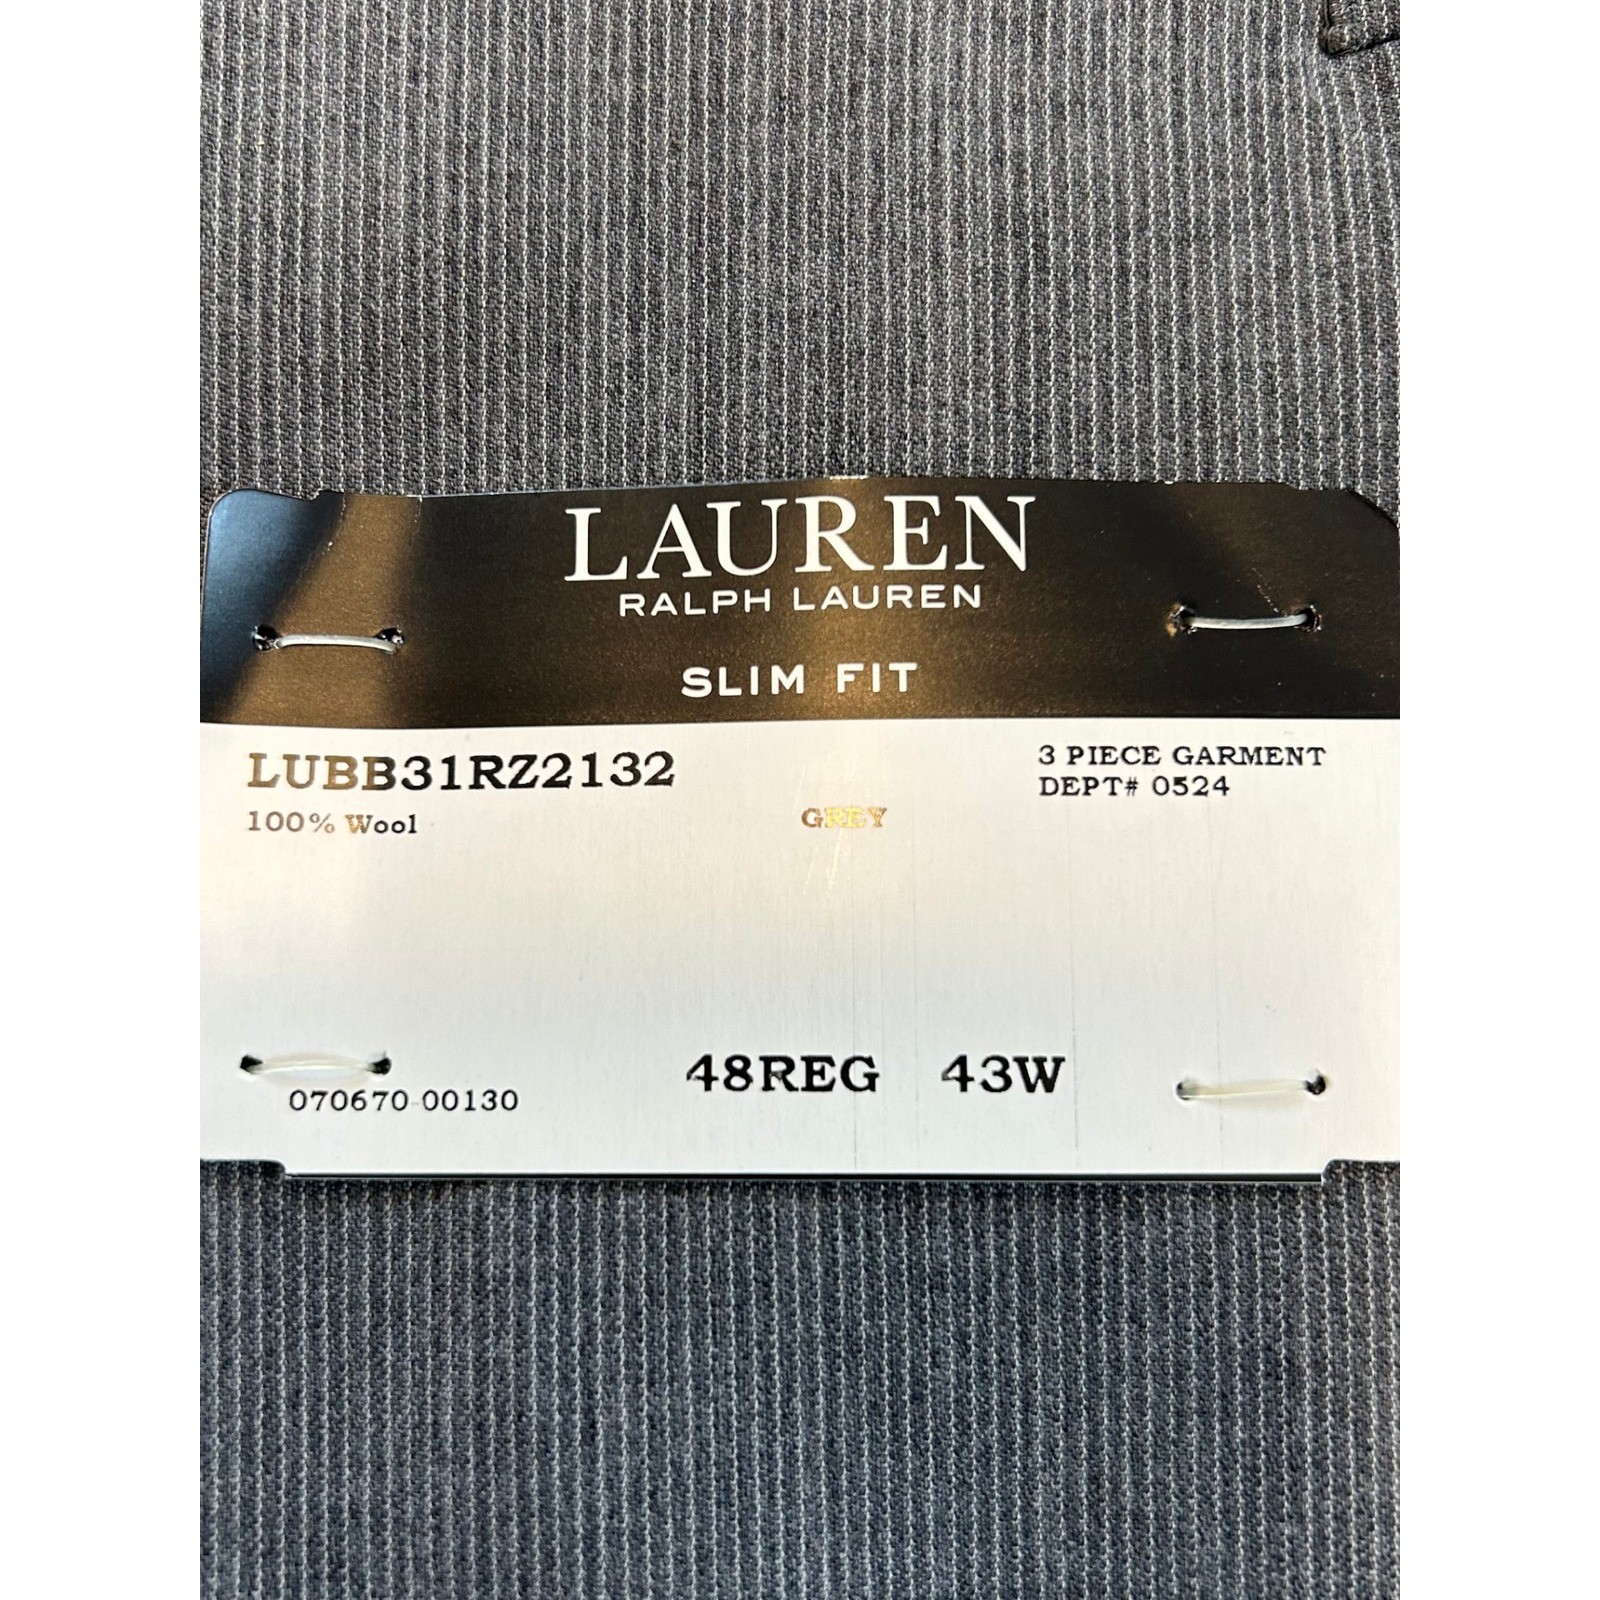 LAUREN
RALPH LAUREN
SLIM FIT
LUBB31RZ2132
3 PIECE GARMENT
DEPT# 0524
100% Wool
GREY
48REG 43W
070670-00130